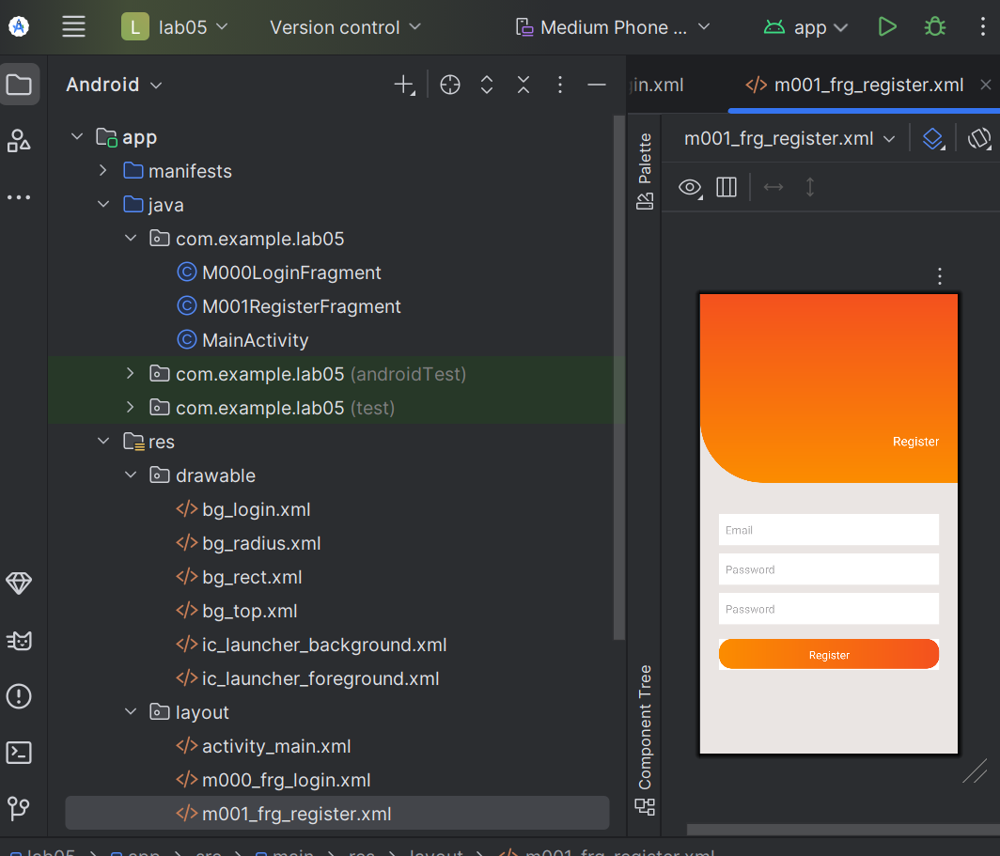 L lab05 Version control Medium Phone ... app
Android
in.xml m001_frg_register.xml
app
manifests
java
com.example.lab05
M000LoginFragment
M001RegisterFragment
MainActivity
com.example.lab05 (androidTest)
com.example.lab05 (test)
res
drawable
bg_login.xml
bg_radius.xml
bg_rect.xml
bg_top.xml
ic_launcher_background.xml
ic_launcher_foreground.xml
layout
activity_main.xml
m000_frg_login.xml
m001_frg_register.xml
Palette
Component Tree
m001_frg_register.xml
Register
Email
Password
Password
Register
lab05 app src main res layout m001_frg_register.xml